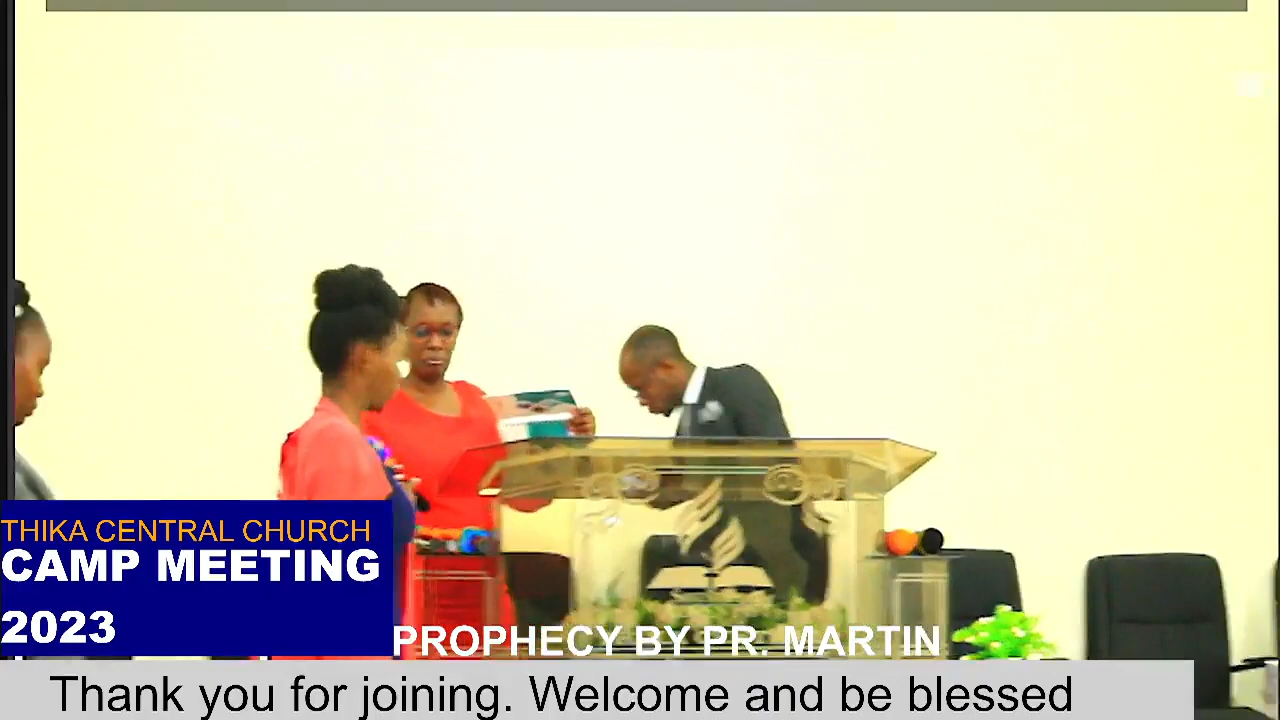 THIKA CENTRAL CHURCH
CAMP MEETING
2023
PROPHECY BY PR. MARTIN
Thank you for joining. Welcome and be blessed